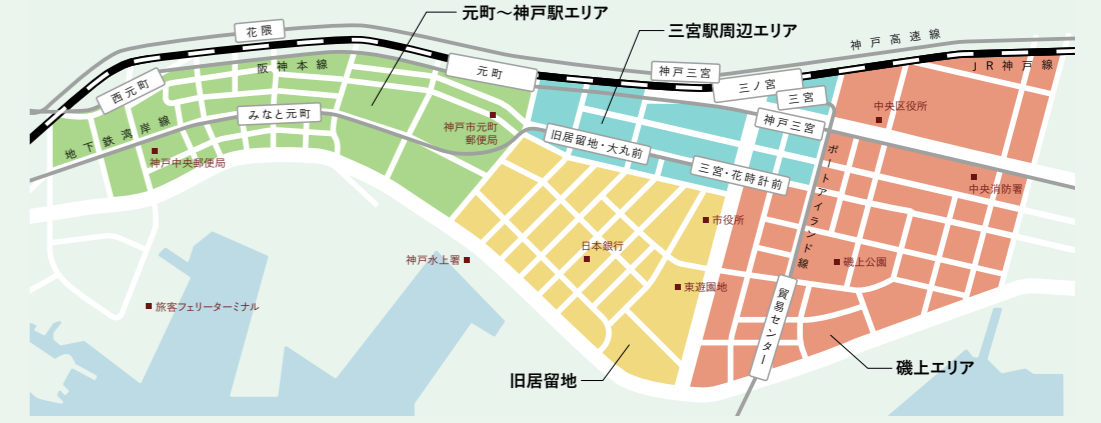 元町～神戸駅エリア
三宮駅周辺エリア
花隈
神戸高速線
阪神本線
元町
神戸三宮
JR神戸線
西元町
三ノ宮
三宮
みなと元町
中央区役所
地下鉄湾岸線
神戸市元町
郵便局
神戸三宮
旧居留地・大丸前
神戸中央郵便局
三宮・花時計前
ポートアイランド線
中央消防署
市役所
日本銀行
神戸水上署
磯上公園
東遊園地
旅客フェリーターミナル
貿易センター
磯上エリア
旧居留地